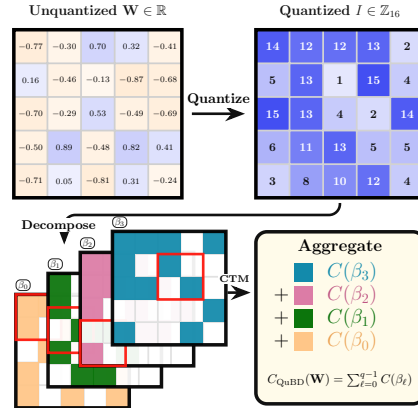 Unquantized W ∈ ℝ
Quantized I ∈ ℤ₁₆
−0.77 −0.30 0.70 0.32 −0.41
0.16 −0.46 −0.13 −0.87 −0.68
−0.70 −0.29 0.53 −0.49 −0.69
−0.50 0.89 −0.48 0.82 0.41
−0.71 0.05 −0.81 0.31 −0.24
Quantize
14 12 12 13 2
5 13 1 15 4
15 13 4 2 14
6 11 13 5 5
3 8 10 12 4
Decompose
β₃
β₂
β₁
β₀
CTM
Aggregate
C(β₃)
+ C(β₂)
+ C(β₁)
+ C(β₀)
C_QuBD(W) = ∑_{ℓ=0}^{q−1} C(β_ℓ)